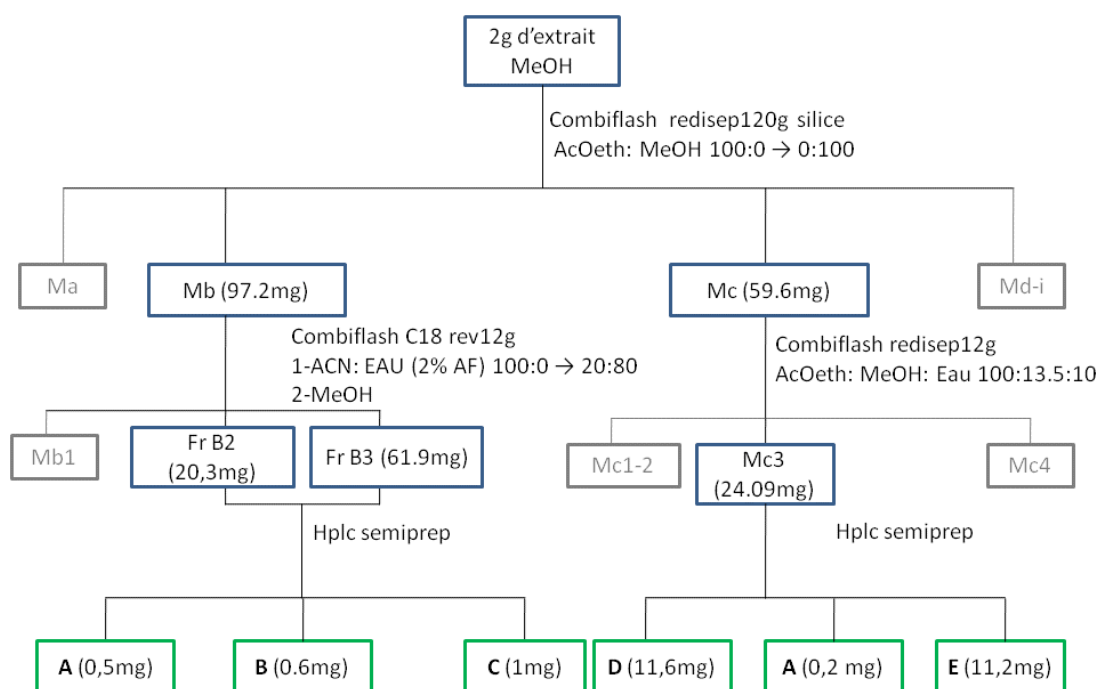 2g d'extrait
MeOH
Combiflash redisep120g silice
AcOeth: MeOH 100:0 → 0:100
Ma
Mb (97.2mg)
Mc (59.6mg)
Md-i
Combiflash C18 rev12g
1-ACN: EAU (2% AF) 100:0 → 20:80
2-MeOH
Combiflash redisep12g
AcOeth: MeOH: Eau 100:13.5:10
Mb1
Fr B2
(20,3mg)
Fr B3 (61.9mg)
Mc1-2
Mc3
(24.09mg)
Mc4
Hplc semiprep
Hplc semiprep
A (0,5mg)
B (0.6mg)
C (1mg)
D (11,6mg)
A (0,2 mg)
E (11,2mg)